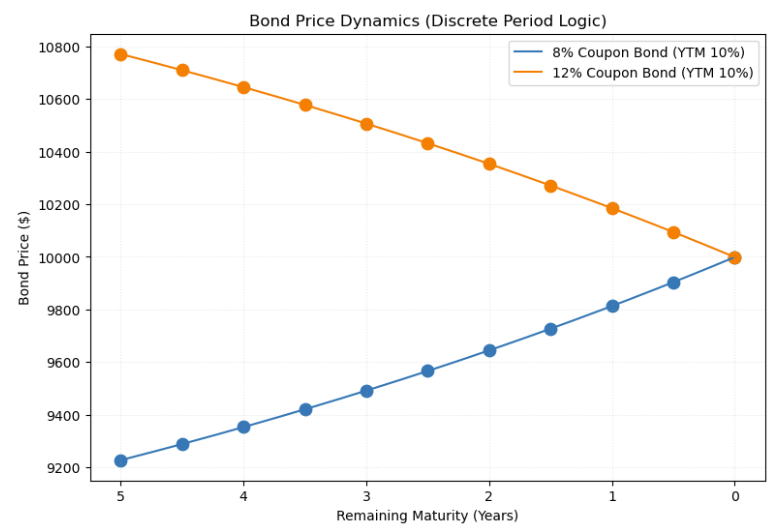 Bond Price Dynamics (Discrete Period Logic)
8% Coupon Bond (YTM 10%)
12% Coupon Bond (YTM 10%)
Bond Price ($)
10800
10600
10400
10200
10000
9800
9600
9400
9200
5 4 3 2 1 0
Remaining Maturity (Years)